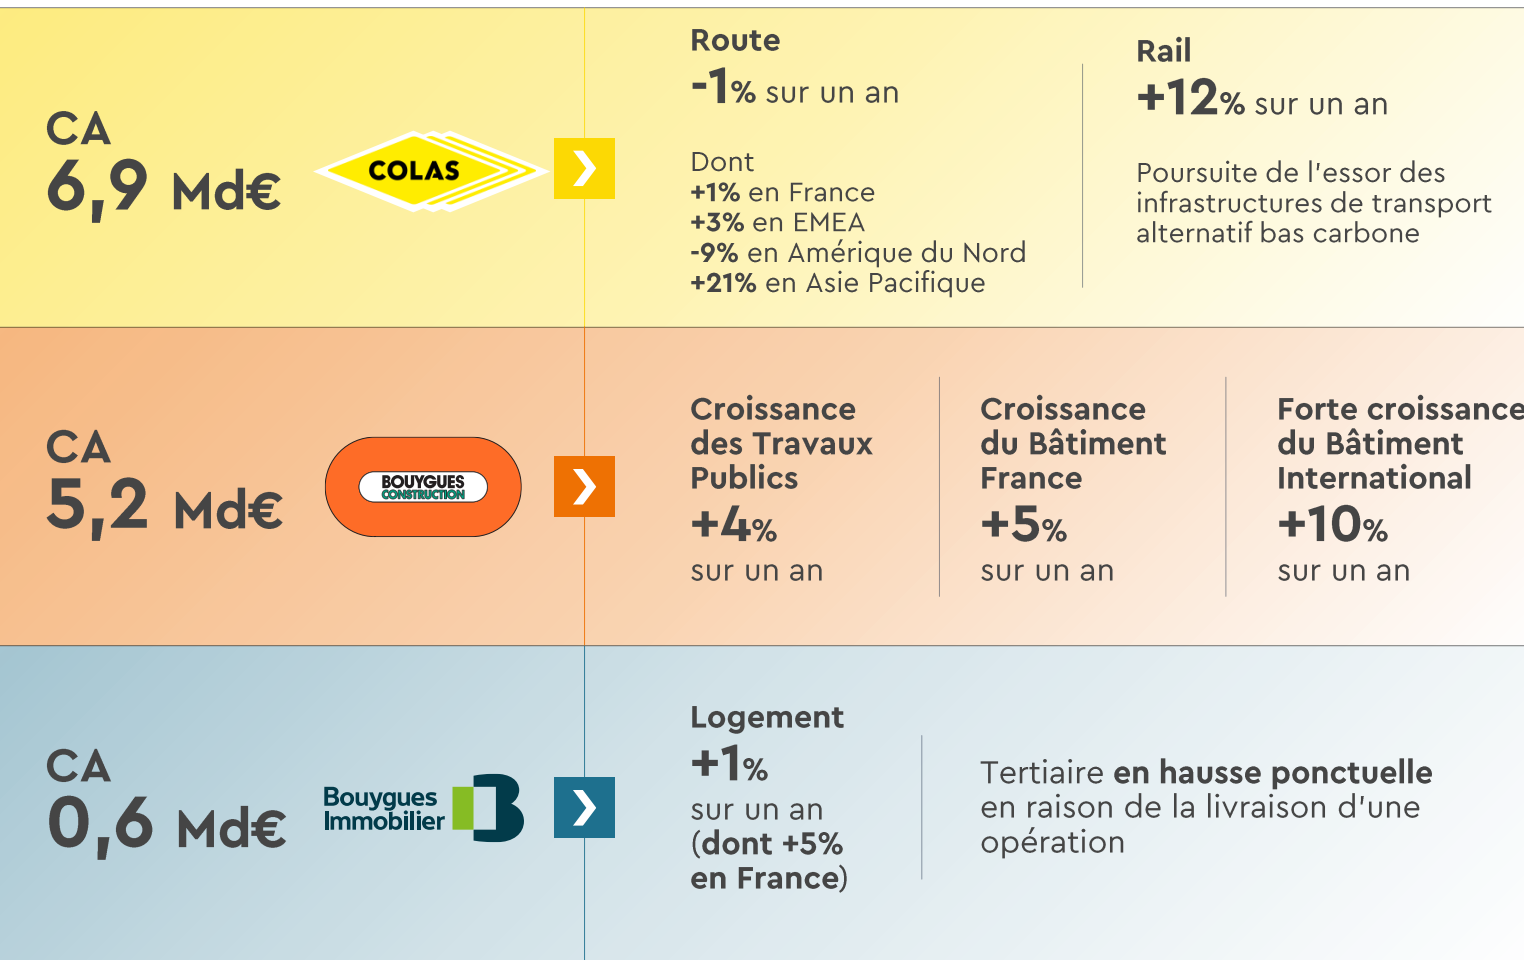 CA
6,9 Md€
COLAS
Route
-1% sur un an
Dont
+1% en France
+3% en EMEA
-9% en Amérique du Nord
+21% en Asie Pacifique
Rail
+12% sur un an
Poursuite de l'essor des
infrastructures de transport
alternatif bas carbone
CA
5,2 Md€
BOUYGUES
CONSTRUCTION
Croissance
des Travaux
Publics
+4%
sur un an
Croissance
du Bâtiment
France
+5%
sur un an
Forte croissance
du Bâtiment
International
+10%
sur un an
CA
0,6 Md€
Bouygues
Immobilier
Logement
+1%
sur un an
(dont +5%
en France)
Tertiaire en hausse ponctuelle
en raison de la livraison d'une
opération